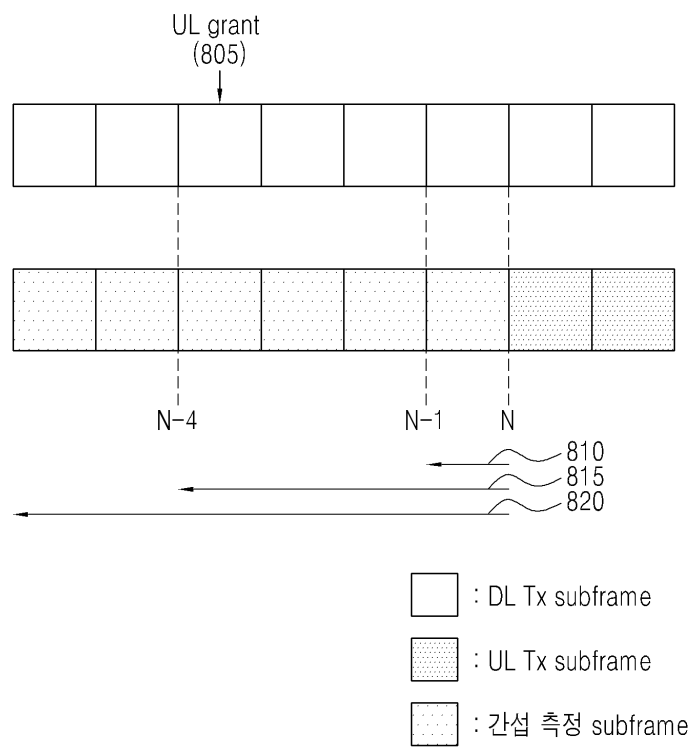 UL grant
(805)
N-4
N-1
N
810
815
820
: DL Tx subframe
: UL Tx subframe
: 간섭 측정 subframe